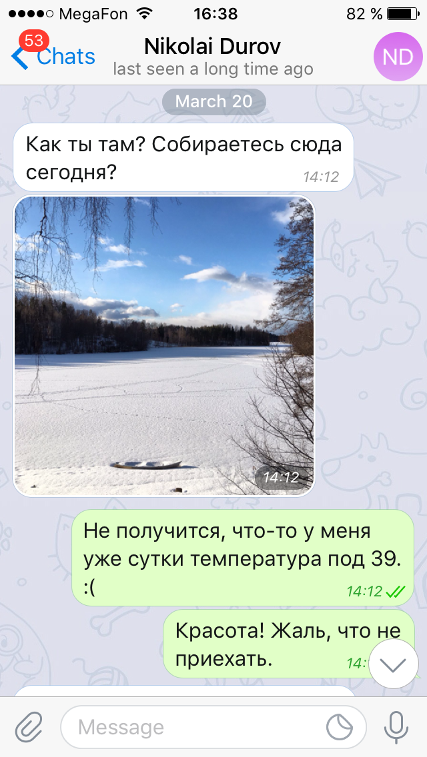 MegaFon 16:38 82 %
53
Chats
Nikolai Durov
last seen a long time ago
ND
March 20
Как ты там? Собираетесь сюда
сегодня?
14:12
14:12
Не получится, что-то у меня
уже сутки температура под 39.
:(
14:12
Красота! Жаль, что не
приехать.
14:
Message